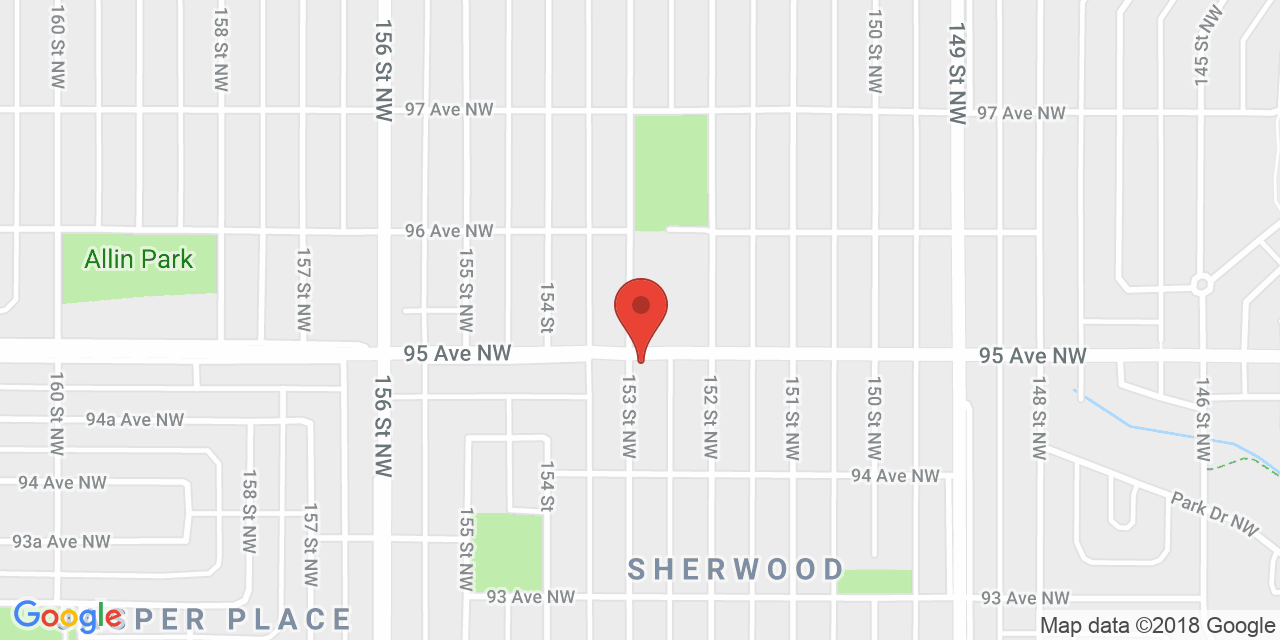 160 St NW
158 St NW
156 St NW
150 St NW
149 St NW
145 St NW
97 Ave NW
97 Ave NW
96 Ave NW
Allin Park
157 St NW
155 St NW
154 St
95 Ave NW
95 Ave NW
160 St NW
156 St NW
153 St NW
152 St NW
151 St NW
150 St NW
148 St NW
146 St NW
94a Ave NW
94 Ave NW
94 Ave NW
158 St NW
157 St NW
155 St NW
154 St
Park Dr NW
93a Ave NW
SHERWOOD
93 Ave NW
93 Ave NW
Google
SPER PLACE
Map data ©2018 Google